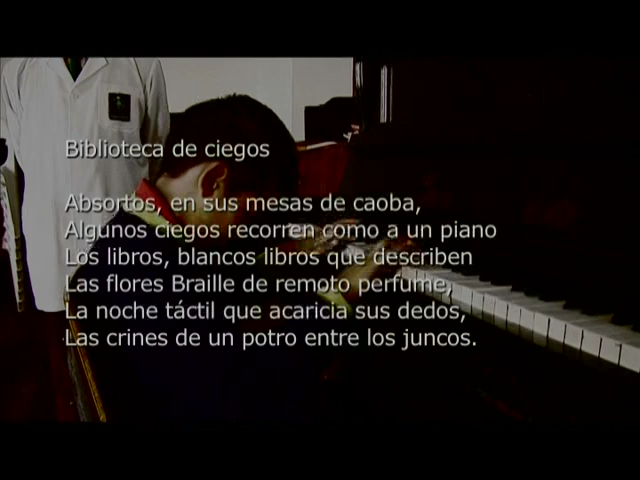 Biblioteca de ciegos
Absortos, en sus mesas de caoba,
Algunos ciegos recorren como a un piano
Los libros, blancos libros que describen
Las flores Braille de remoto perfume,
La noche táctil que acaricia sus dedos,
Las crines de un potro entre los juncos.